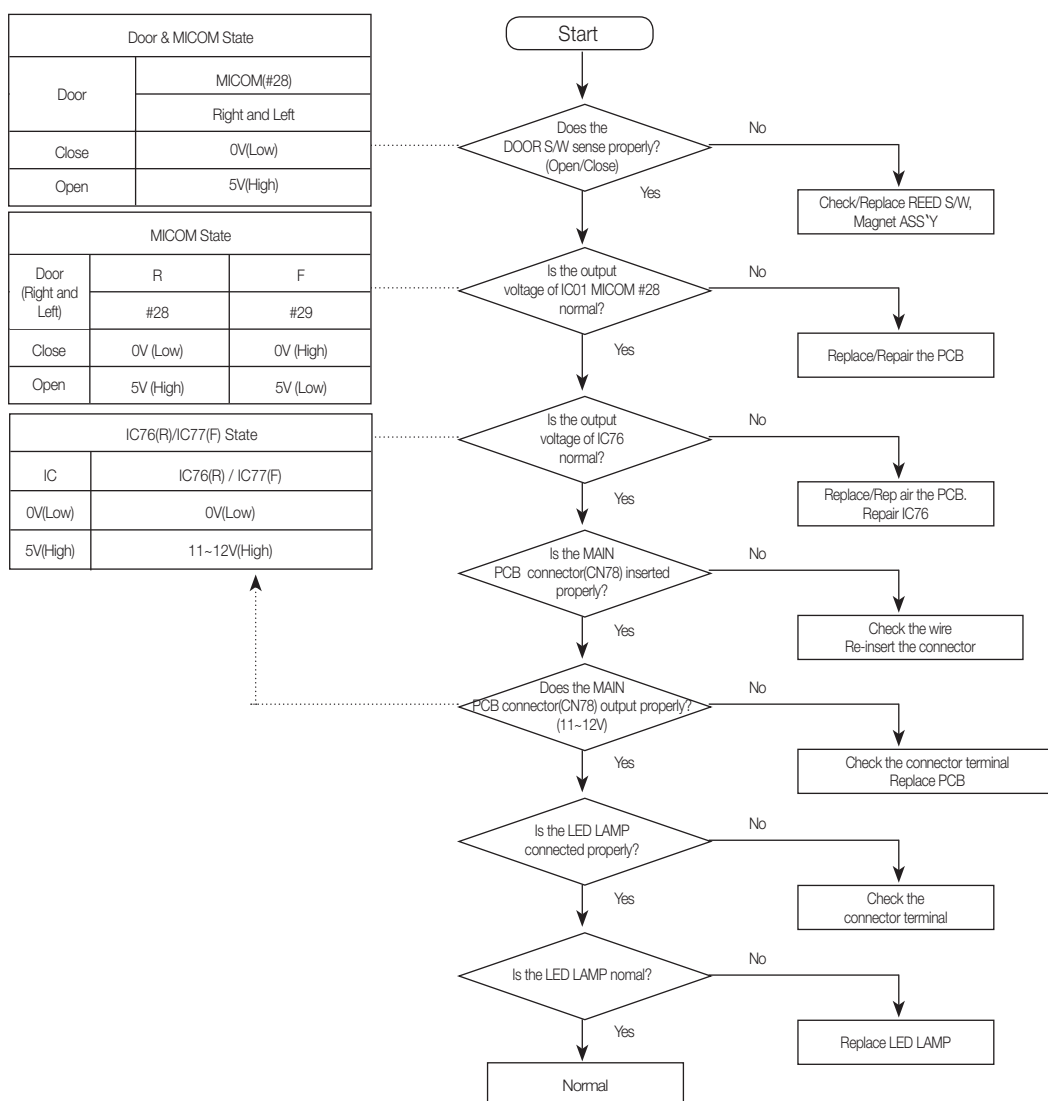 Door & MICOM State
Door
MICOM(#28)
Right and Left
Close
0V(Low)
Open
5V(High)
MICOM State
Door
(Right and
Left)
R
F
#28
#29
Close
0V (Low)
0V (High)
Open
5V (High)
5V (Low)
IC76(R)/IC77(F) State
IC
IC76(R) / IC77(F)
0V(Low)
0V(Low)
5V(High)
11~12V(High)
Start
Does the
DOOR S/W sense properly?
(Open/Close)
No
Yes
Check/Replace REED S/W,
Magnet ASS`Y
Is the output
voltage of IC01 MICOM #28
normal?
No
Yes
Replace/Repair the PCB
Is the output
voltage of IC76
normal?
No
Yes
Replace/Rep air the PCB.
Repair IC76
Is the MAIN
PCB connector(CN78) inserted
properly?
No
Yes
Check the wire
Re-insert the connector
Does the MAIN
PCB connector(CN78) output properly?
(11~12V)
No
Yes
Check the connector terminal
Replace PCB
Is the LED LAMP
connected properly?
No
Yes
Check the
connector terminal
Is the LED LAMP nomal?
No
Yes
Replace LED LAMP
Normal